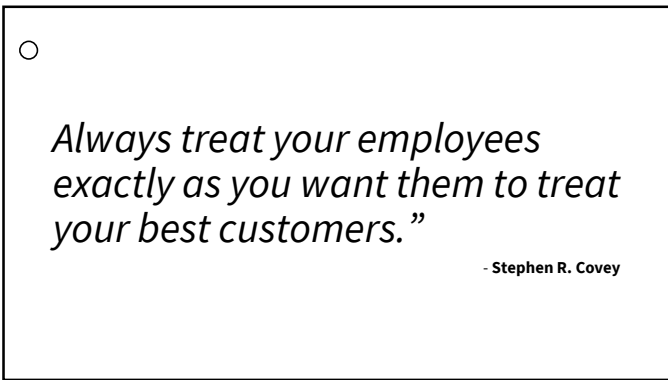 Always treat your employees
exactly as you want them to treat
your best customers.”
- Stephen R. Covey